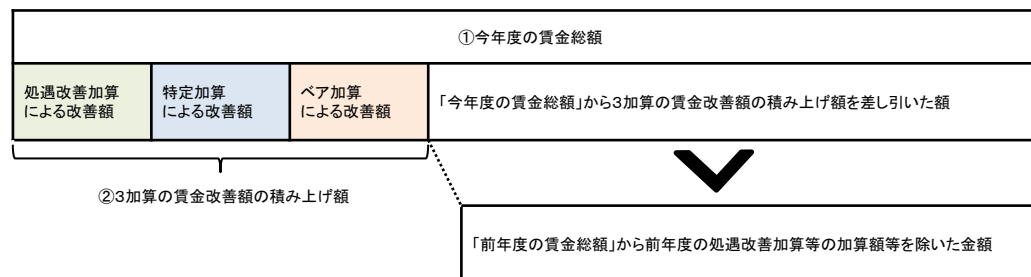 ①今年度の賃金総額
処遇改善加算
による改善額
特定加算
による改善額
ベア加算
による改善額
「今年度の賃金総額」から3加算の賃金改善額の積み上げ額を差し引いた額
②3加算の賃金改善額の積み上げ額
「前年度の賃金総額」から前年度の処遇改善加算等の加算額等を除いた金額